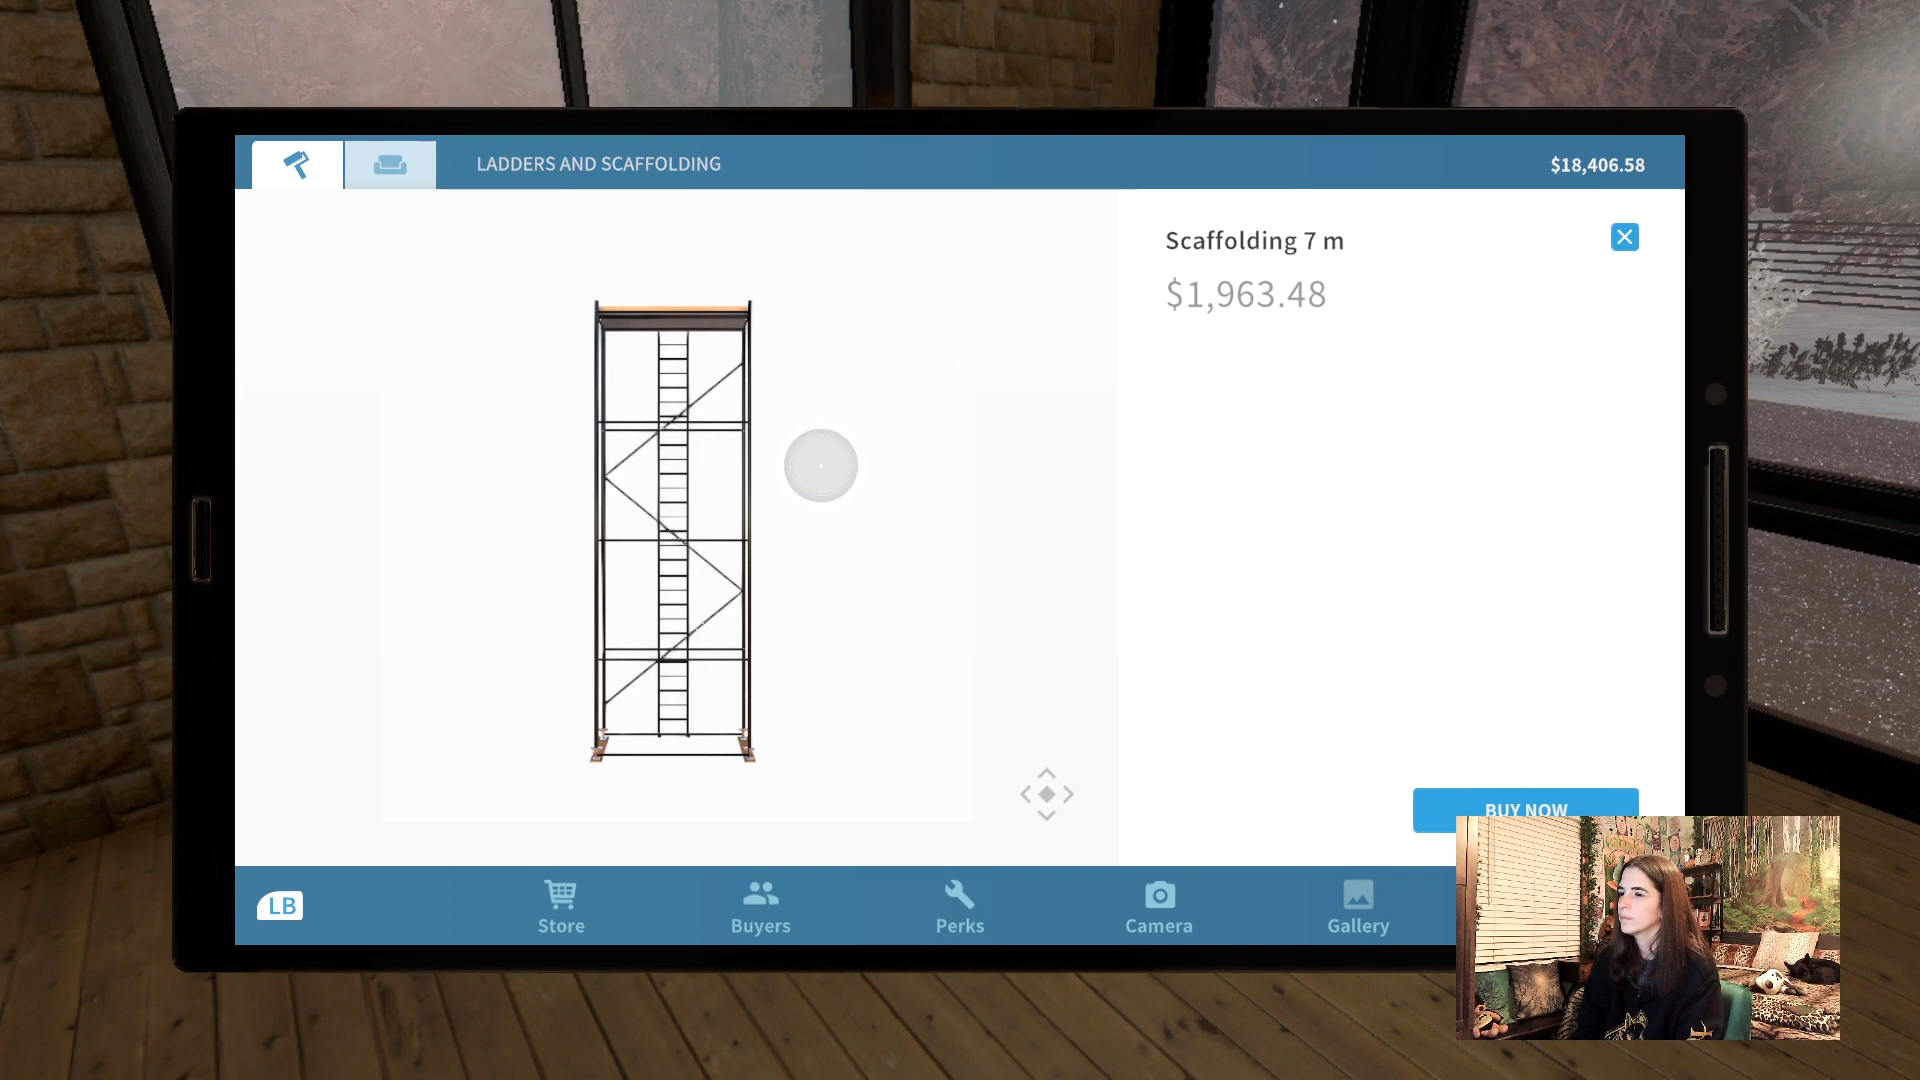 LADDERS AND SCAFFOLDING
$18,406.58
Scaffolding 7 m
$1,963.48
BUY NOW
LB
Store
Buyers
Perks
Camera
Gallery